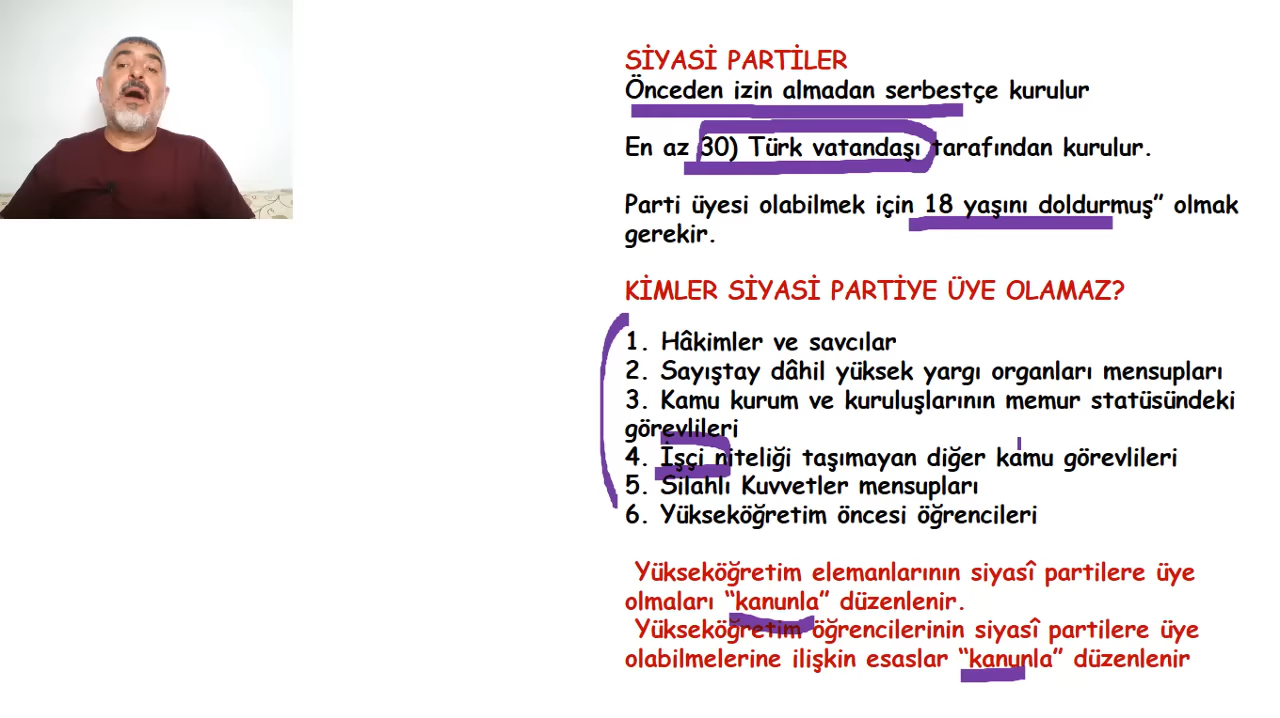 SİYASİ PARTİLER
Önceden izin almadan serbestçe kurulur
En az 30) Türk vatandaşı tarafından kurulur.
Parti üyesi olabilmek için 18 yaşını doldurmuş” olmak
gerekir.
KİMLER SİYASİ PARTİYE ÜYE OLAMAZ?
1. Hâkimler ve savcılar
2. Sayıştay dâhil yüksek yargı organları mensupları
3. Kamu kurum ve kuruluşlarının memur statüsündeki
görevlileri
4. İşçi niteliği taşımayan diğer kamu görevlileri
5. Silahlı Kuvvetler mensupları
6. Yükseköğretim öncesi öğrencileri
Yükseköğretim elemanlarının siyasî partilere üye
olmaları “kanunla” düzenlenir.
Yükseköğretim öğrencilerinin siyasî partilere üye
olabilmelerine ilişkin esaslar “kanunla” düzenlenir